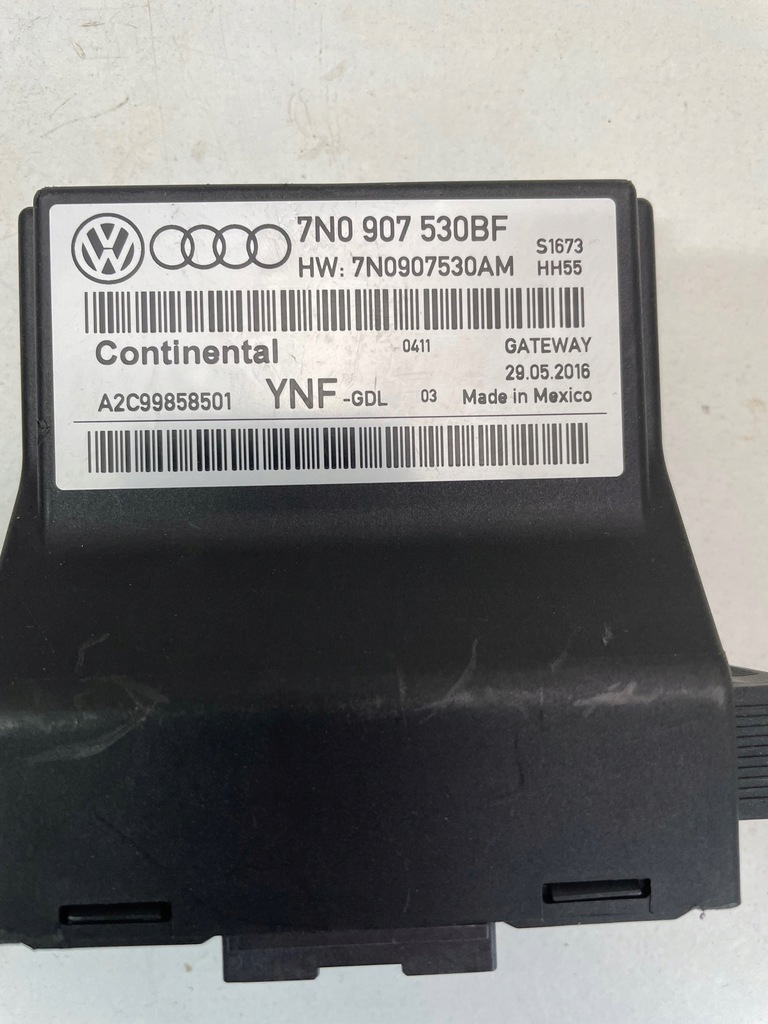 7N0 907 530BF
HW: 7N0907530AM
S1673
HH55
Continental
0411
GATEWAY
29.05.2016
A2C99858501
YNF-GDL
03
Made in Mexico